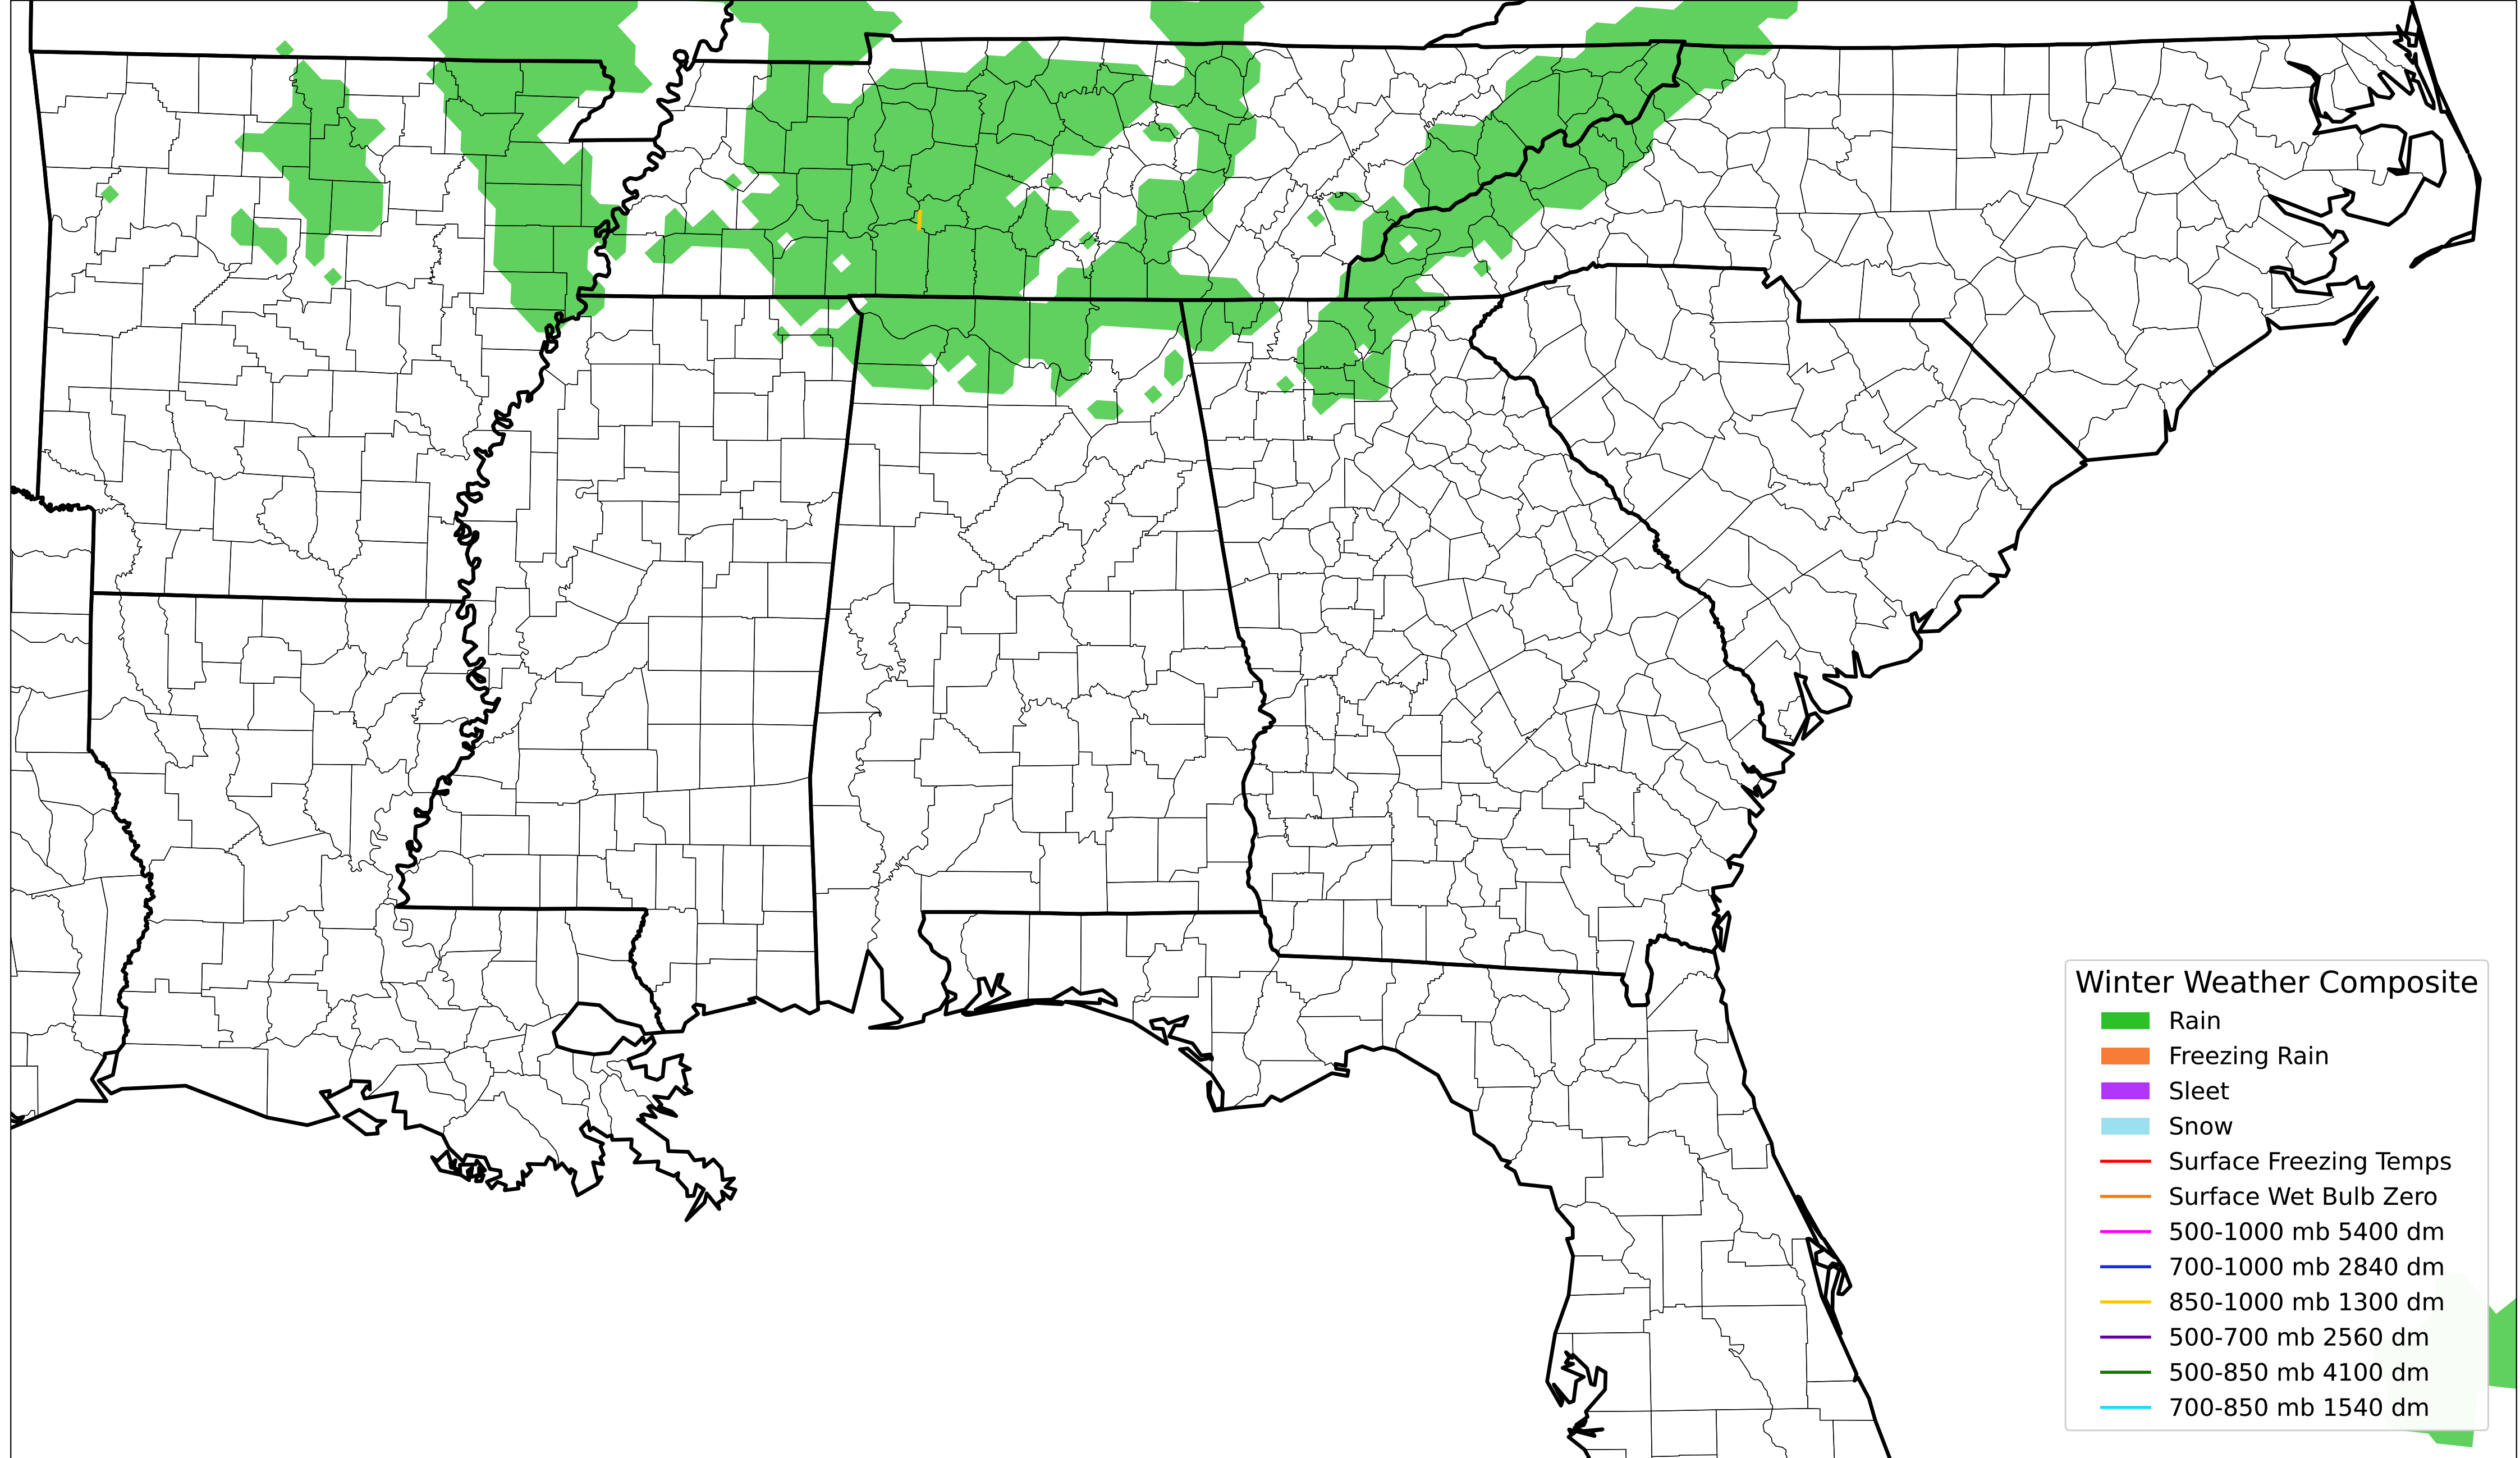 Winter Weather Composite
Rain
Freezing Rain
Sleet
Snow
Surface Freezing Temps
Surface Wet Bulb Zero
500-1000 mb 5400 dm
700-1000 mb 2840 dm
850-1000 mb 1300 dm
500-700 mb 2560 dm
500-850 mb 4100 dm
700-850 mb 1540 dm